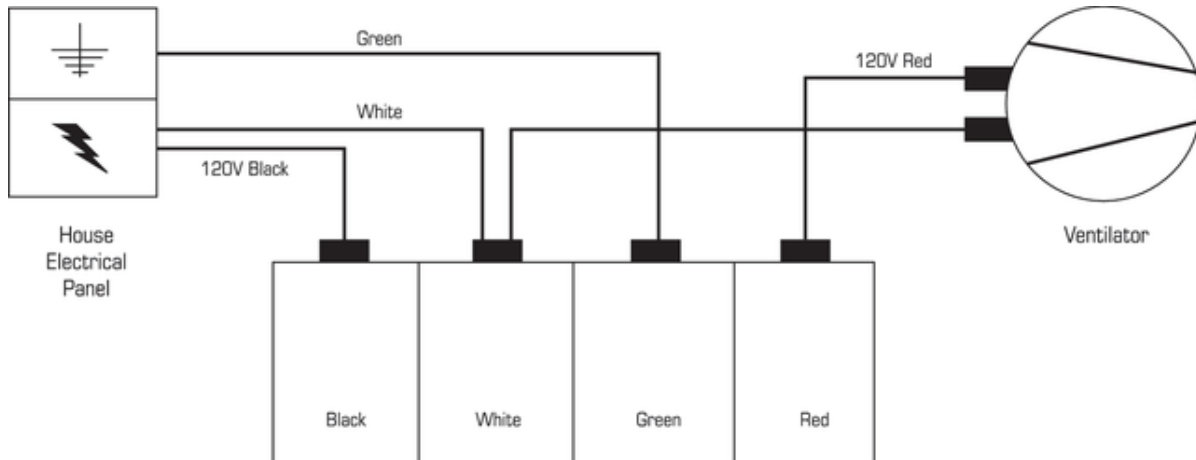 Green
120V Red
White
120V Black
House
Electrical
Panel
Ventilator
Black
White
Green
Red